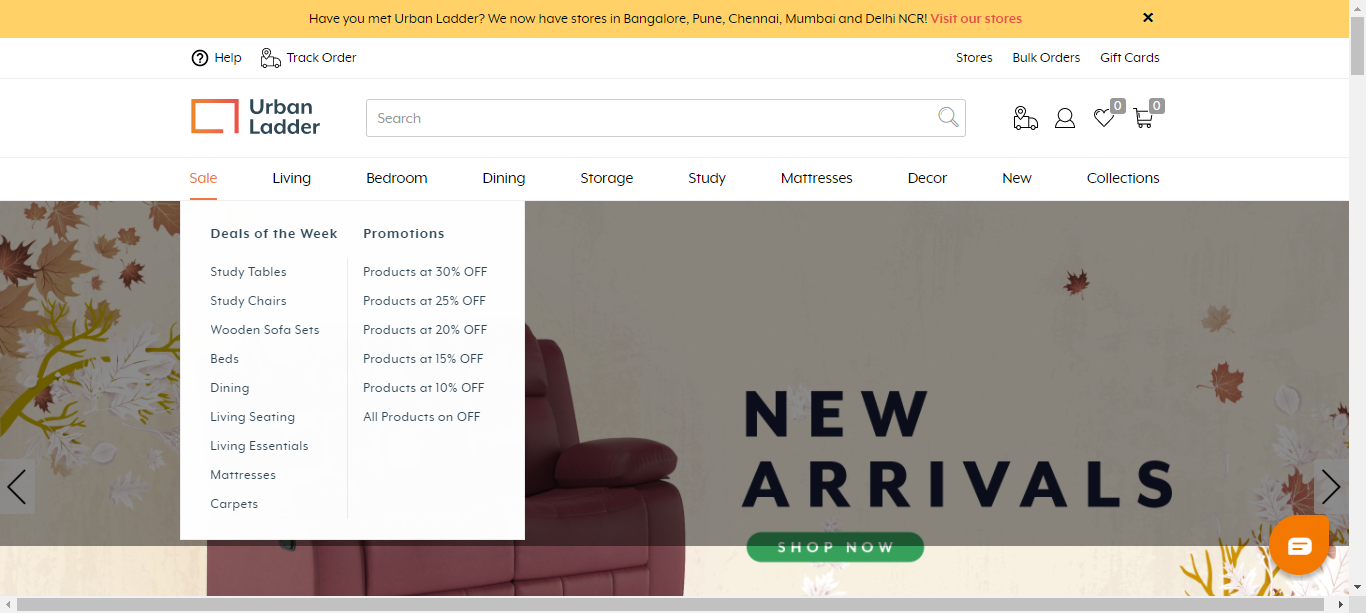 Have you met Urban Ladder? We now have stores in Bangalore, Pune, Chennai, Mumbai and Delhi NCR! Visit our stores
Help Track Order Stores Bulk Orders Gift Cards
Urban
Ladder
Search
0 0
Sale Living Bedroom Dining Storage Study Mattresses Decor New Collections
Deals of the Week
Study Tables
Study Chairs
Wooden Sofa Sets
Beds
Dining
Living Seating
Living Essentials
Mattresses
Carpets
Promotions
Products at 30% OFF
Products at 25% OFF
Products at 20% OFF
Products at 15% OFF
Products at 10% OFF
All Products on OFF
NEW
ARRIVALS
SHOP NOW